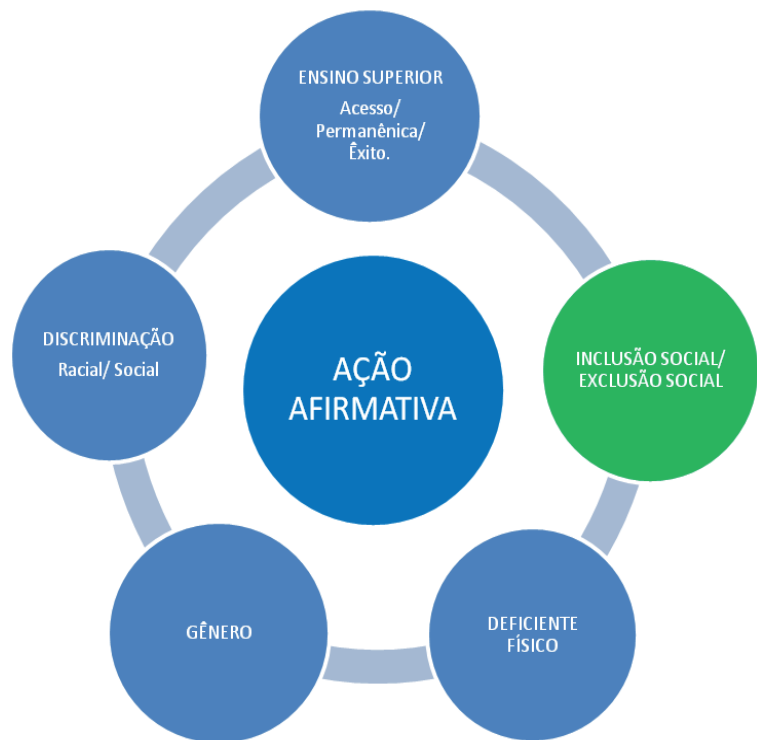 ENSINO SUPERIOR
Acesso/
Permanênica/
Êxito.
DISCRIMINAÇÃO
Racial/ Social
AÇÃO
AFIRMATIVA
INCLUSÃO SOCIAL/
EXCLUSÃO SOCIAL
GÊNERO
DEFICIENTE
FÍSICO